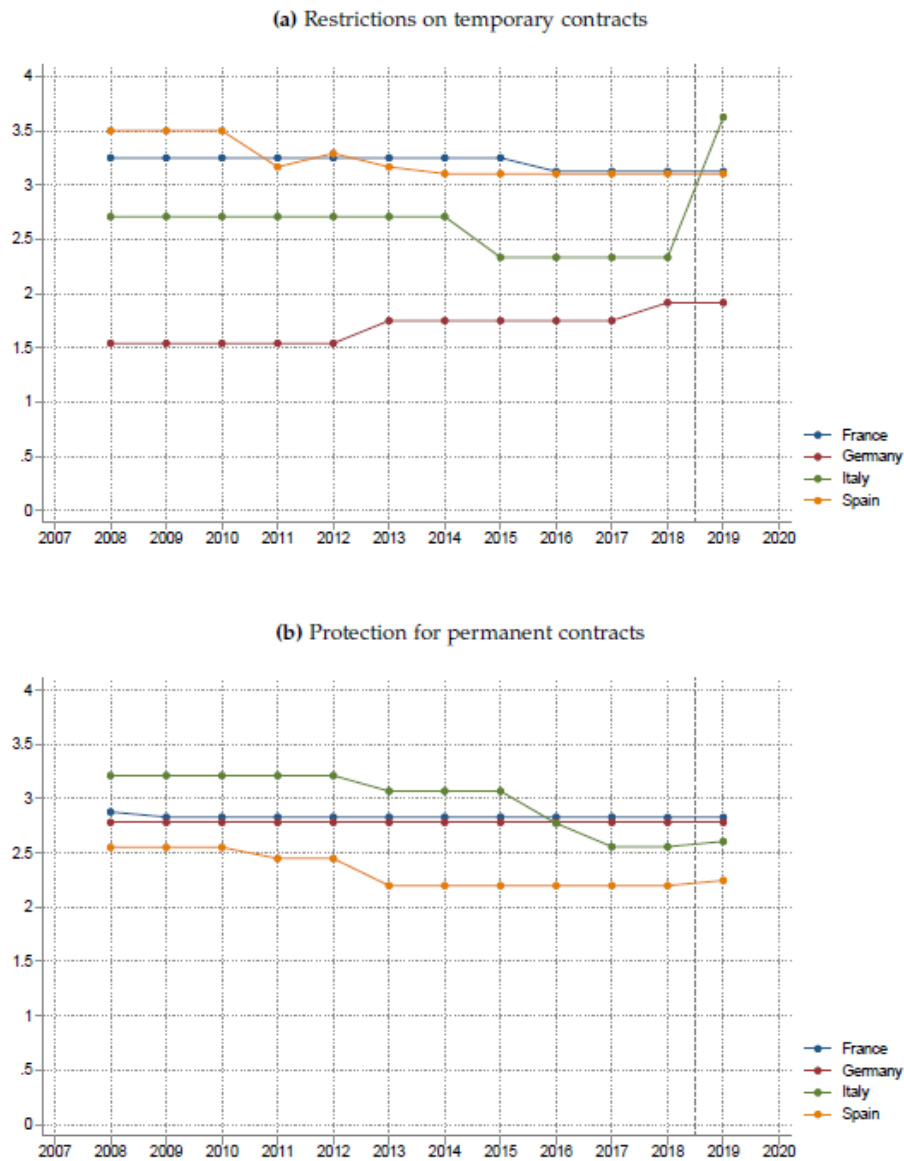 (a) Restrictions on temporary contracts
4
3.5
3
2.5
2
1.5
1
.5
0
2007 2008 2009 2010 2011 2012 2013 2014 2015 2016 2017 2018 2019 2020
France
Germany
Italy
Spain
(b) Protection for permanent contracts
4
3.5
3
2.5
2
1.5
1
.5
0
2007 2008 2009 2010 2011 2012 2013 2014 2015 2016 2017 2018 2019 2020
France
Germany
Italy
Spain